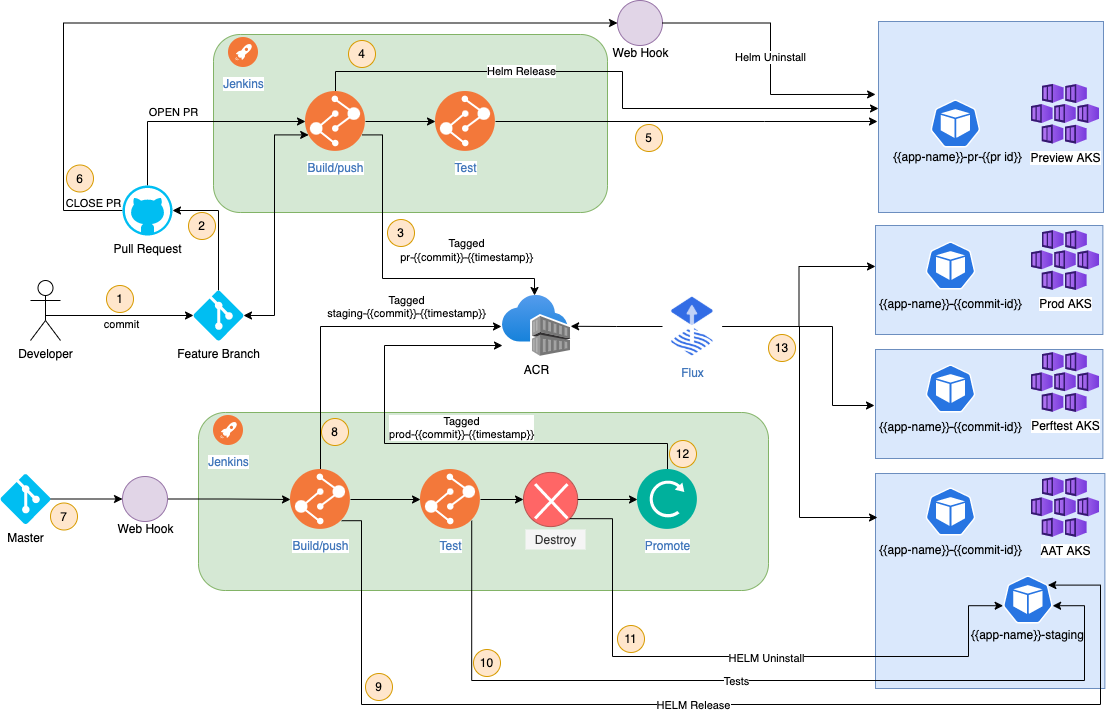 Web Hook
4
Helm Uninstall
Jenkins
Helm Release
OPEN PR
5
{{app-name}}-pr-{{pr id}}
Preview AKS
Build/push
Test
6
CLOSE PR
2
Pull Request
3
Tagged
pr-{{commit}}-{{timestamp}}
1
commit
Developer
Feature Branch
Tagged
staging-{{commit}}-{{timestamp}}
ACR
Flux
13
{{app-name}}-{{commit-id}}
Prod AKS
{{app-name}}-{{commit-id}}
Perftest AKS
Jenkins
8
Tagged
prod-{{commit}}-{{timestamp}}
12
7
Master
Web Hook
Build/push
Test
Destroy
Promote
{{app-name}}-{{commit-id}}
AAT AKS
{{app-name}}-staging
11
HELM Uninstall
10
Tests
9
HELM Release